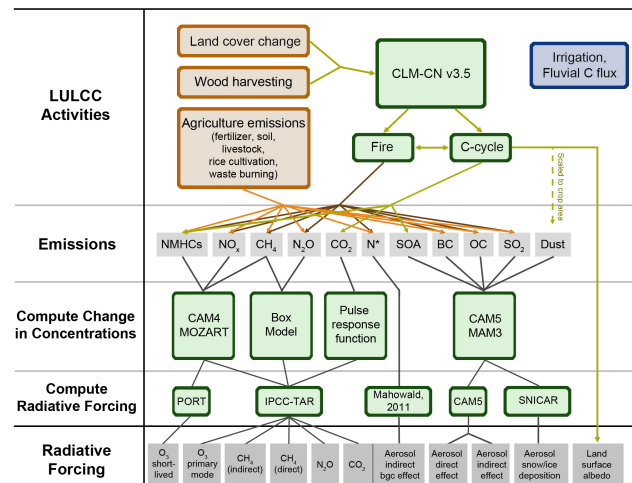 LULCC
Activities
Land cover change
Wood harvesting
Agriculture emissions
(fertilizer, soil,
livestock,
rice cultivation,
waste burning)
CLM-CN v3.5
Fire
C-cycle
Irrigation,
Fluvial C flux
Scaled to crop area
Emissions
NMHCs
NOx
CH4
N2O
CO2
N*
SOA
BC
OC
SO2
Dust
Compute Change
in Concentrations
CAM4
MOZART
Box
Model
Pulse
response
function
CAM5
MAM3
Compute
Radiative Forcing
PORT
IPCC-TAR
Mahowald,
2011
CAM5
SNICAR
Radiative
Forcing
O3
short-
lived
O3
primary
mode
CH4
(indirect)
CH4
(direct)
N2O
CO2
Aerosol
indirect
bgc effect
Aerosol
direct
effect
Aerosol
indirect
effect
Aerosol
snow/ice
deposition
Land
surface
albedo